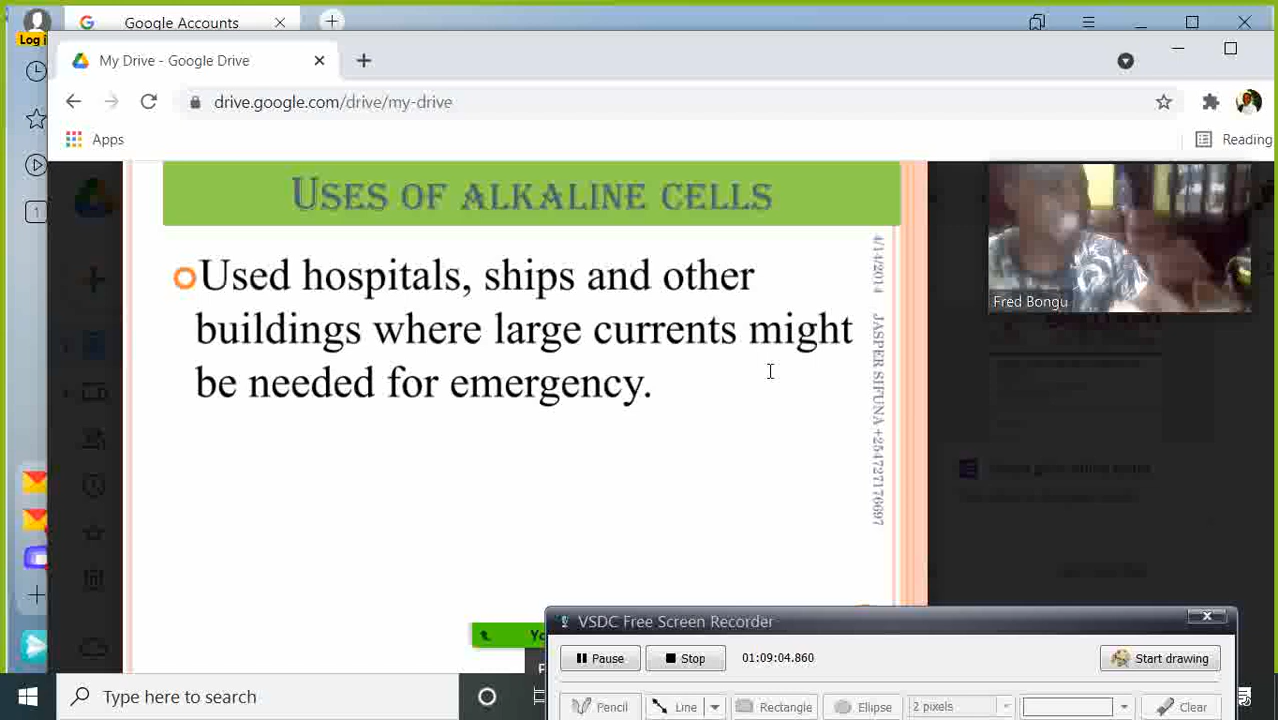 Google Accounts
Log i
My Drive - Google Drive
drive.google.com/drive/my-drive
Apps
Reading
USES OF ALKALINE CELLS
Used hospitals, ships and other
buildings where large currents might
be needed for emergency.
4/14/2014 JASPER SIFUNA +254727176697
Fred Bongu
1
VSDC Free Screen Recorder
Pause
Stop
01:09:04.860
Start drawing
Pencil
Line
Rectangle
Ellipse
2 pixels
Clear
Type here to search